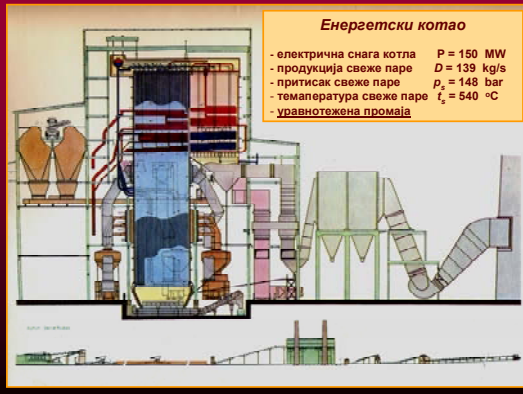 Енергетски котао
- електрична снага котла P = 150 MW
- продукција свеже паре D = 139 kg/s
- притисак свеже паре pₛ = 148 bar
- темапература свеже паре tₛ = 540 °C
- уравнотежена промаја